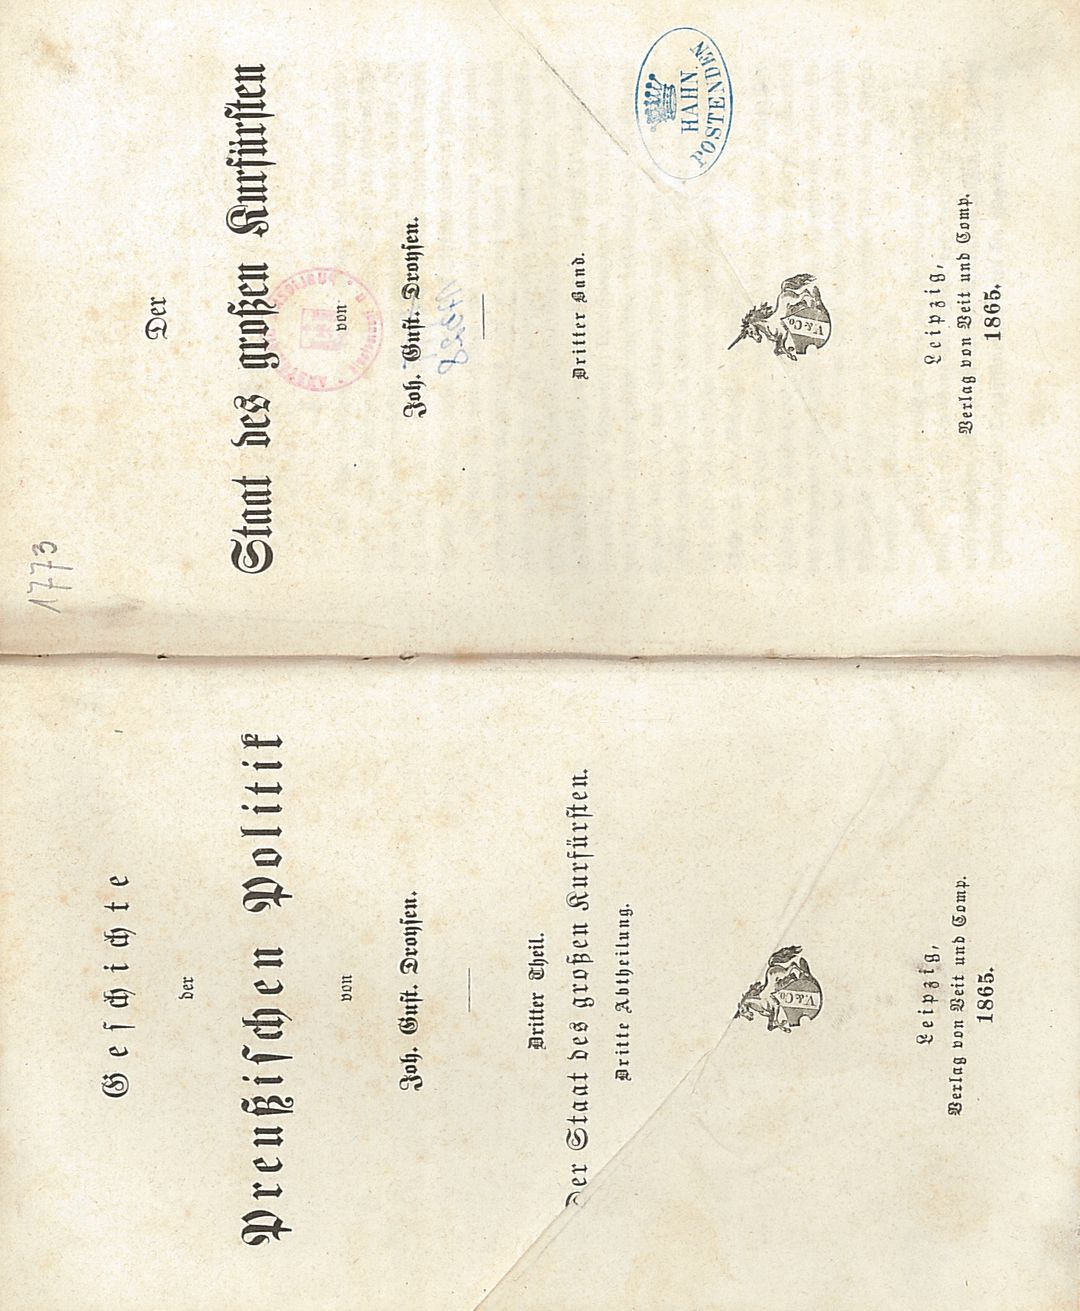 Geschichte
der
Preußischen Politik
von
Joh. Gust. Droysen.
Dritter Theil.
Der Staat des großen Kurfürsten.
Dritte Abtheilung.
V. & Co
Leipzig,
Verlag von Veit und Comp.
1865.
1773
Der
Staat des großen Kurfürsten
von
Joh. Gust. Droysen.
Dritter Band.
HAHN.
POSTENDEN
V. & Co
Leipzig,
Verlag von Veit und Comp.
1865.